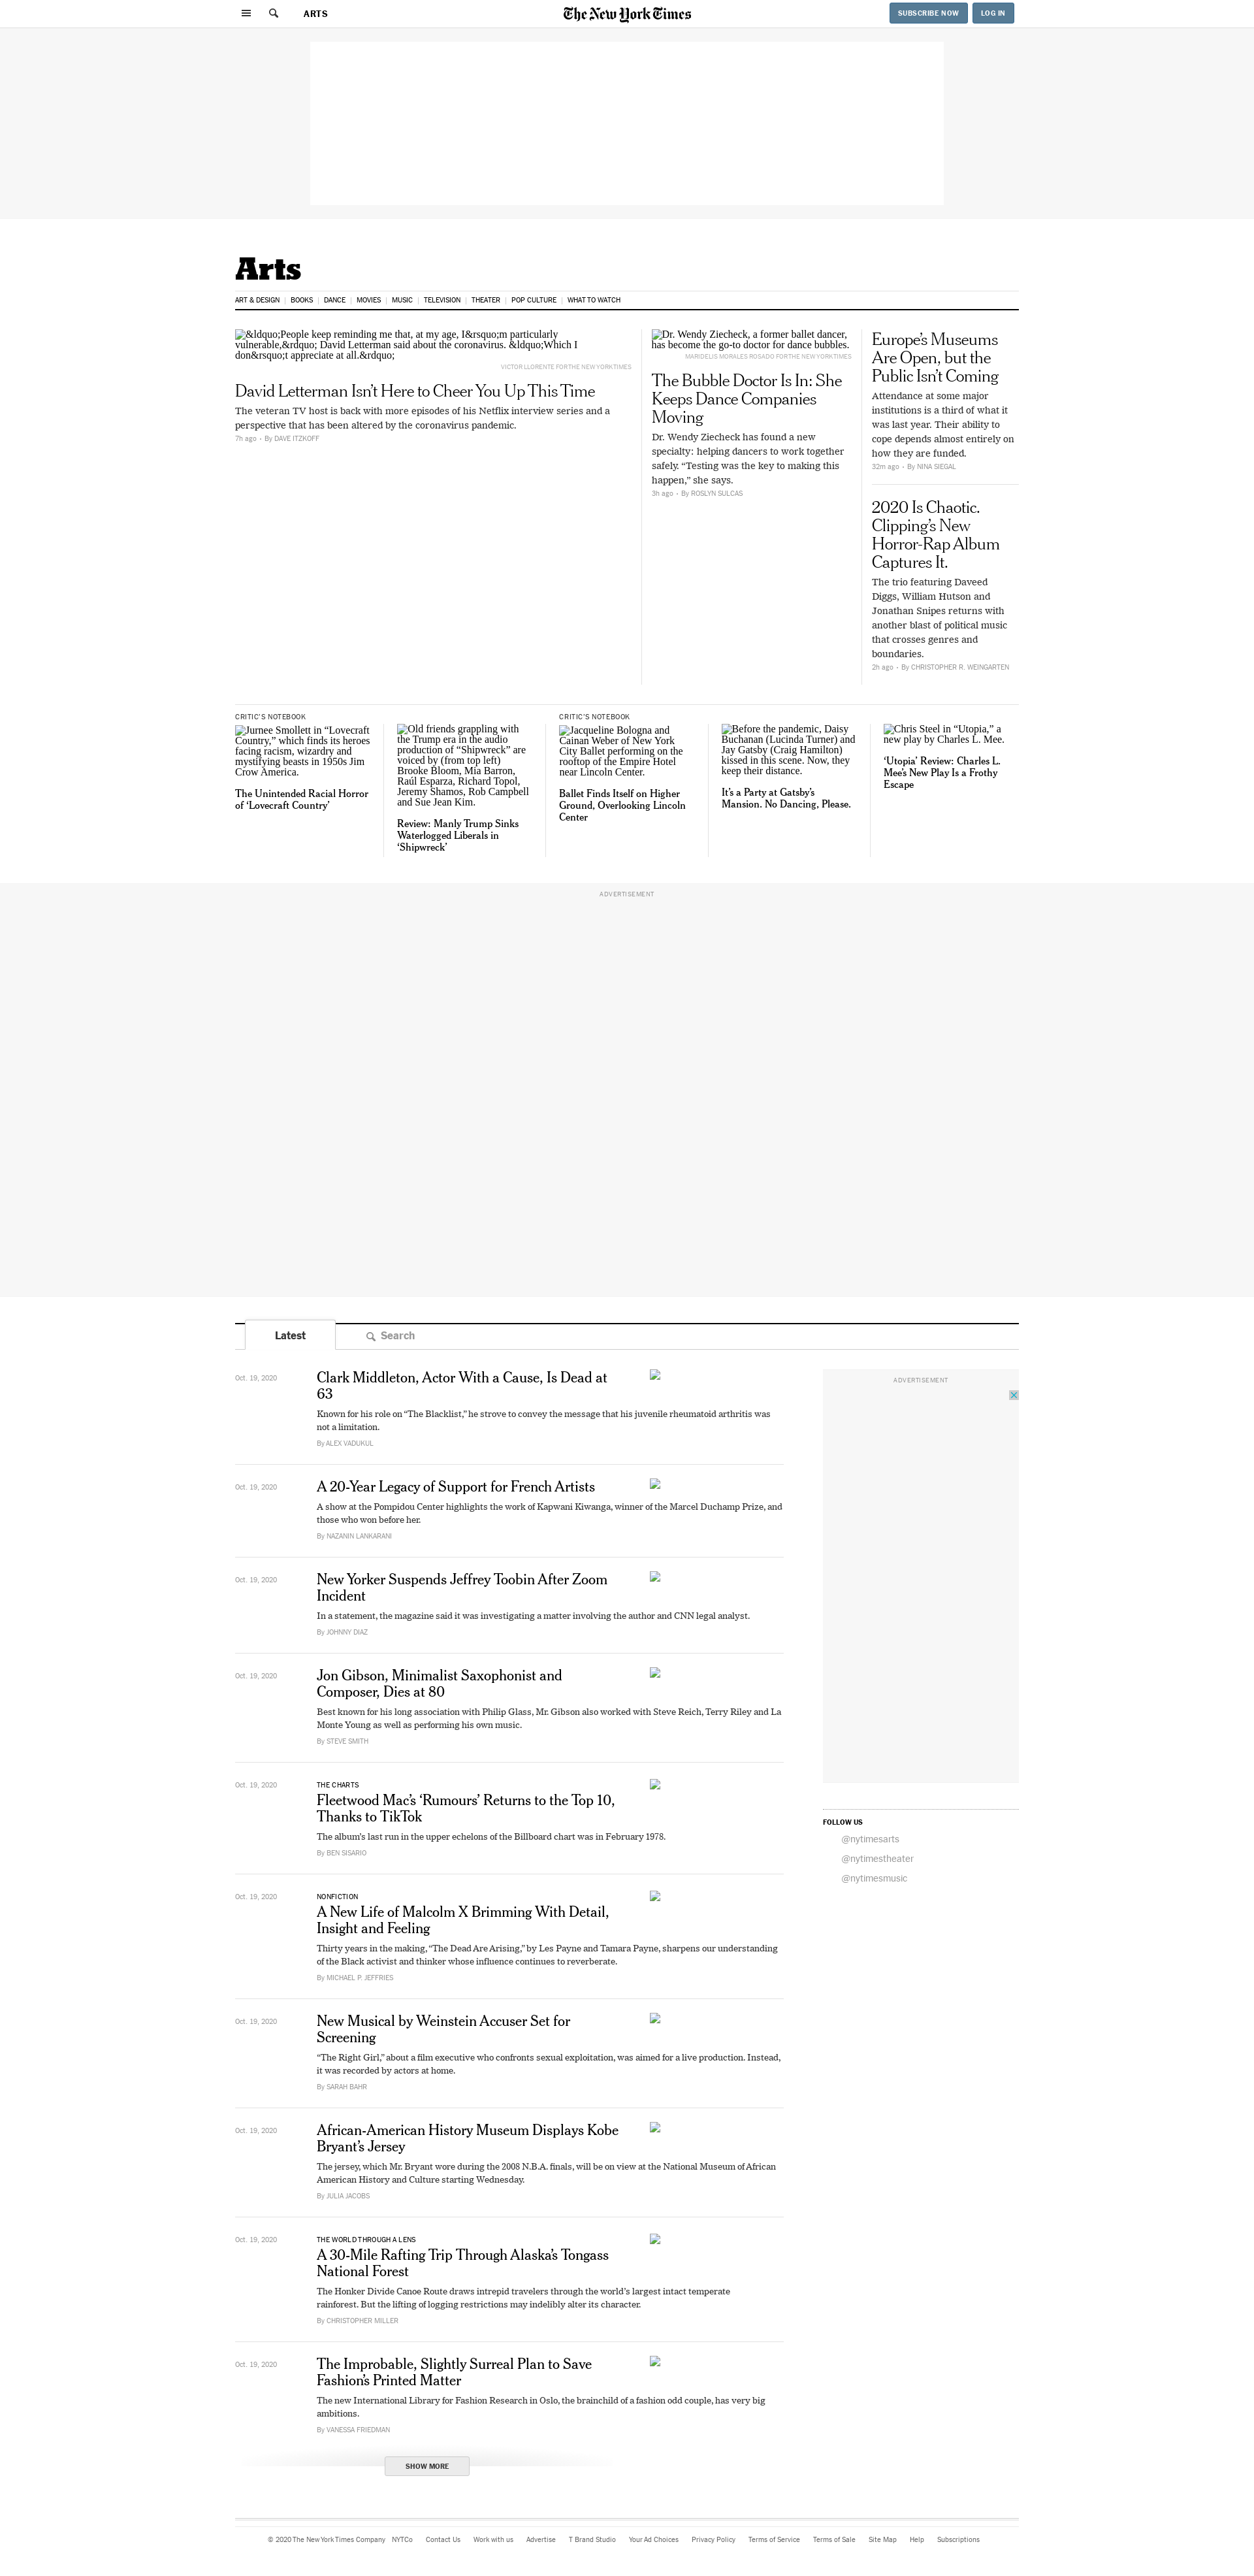 ARTS
The New York Times
SUBSCRIBE NOW
LOG IN
Arts
ART & DESIGN
BOOKS
DANCE
MOVIES
MUSIC
TELEVISION
THEATER
POP CULTURE
WHAT TO WATCH
&ldquo;People keep reminding me that, at my age, I&rsquo;m particularly
vulnerable,&rdquo; David Letterman said about the coronavirus. &ldquo;Which I
don&rsquo;t appreciate at all.&rdquo;
VICTOR LLORENTE FOR THE NEW YORK TIMES
David Letterman Isn’t Here to Cheer You Up This Time
The veteran TV host is back with more episodes of his Netflix interview series and a
perspective that has been altered by the coronavirus pandemic.
7h ago • By DAVE ITZKOFF
Dr. Wendy Ziecheck, a former ballet dancer,
has become the go-to doctor for dance bubbles.
MARIDELIS MORALES ROSADO FOR THE NEW YORK TIMES
The Bubble Doctor Is In: She
Keeps Dance Companies
Moving
Dr. Wendy Ziecheck has found a new
specialty: helping dancers to work together
safely. “Testing was the key to making this
happen,” she says.
3h ago • By ROSLYN SULCAS
Europe’s Museums
Are Open, but the
Public Isn’t Coming
Attendance at some major
institutions is a third of what it
was last year. Their ability to
cope depends almost entirely on
how they are funded.
32m ago • By NINA SIEGAL
2020 Is Chaotic.
Clipping’s New
Horror-Rap Album
Captures It.
The trio featuring Daveed
Diggs, William Hutson and
Jonathan Snipes returns with
another blast of political music
that crosses genres and
boundaries.
2h ago • By CHRISTOPHER R. WEINGARTEN
CRITIC’S NOTEBOOK
Jurnee Smollett in “Lovecraft
Country,” which finds its heroes
facing racism, wizardry and
mystifying beasts in 1950s Jim
Crow America.
The Unintended Racial Horror
of ‘Lovecraft Country’
Old friends grappling with
the Trump era in the audio
production of “Shipwreck” are
voiced by (from top left)
Brooke Bloom, Mia Barron,
Raúl Esparza, Richard Topol,
Jeremy Shamos, Rob Campbell
and Sue Jean Kim.
Review: Manly Trump Sinks
Waterlogged Liberals in
‘Shipwreck’
CRITIC’S NOTEBOOK
Jacqueline Bologna and
Cainan Weber of New York
City Ballet performing on the
rooftop of the Empire Hotel
near Lincoln Center.
Ballet Finds Itself on Higher
Ground, Overlooking Lincoln
Center
Before the pandemic, Daisy
Buchanan (Lucinda Turner) and
Jay Gatsby (Craig Hamilton)
kissed in this scene. Now, they
keep their distance.
It’s a Party at Gatsby’s
Mansion. No Dancing, Please.
Chris Steel in “Utopia,” a
new play by Charles L. Mee.
‘Utopia’ Review: Charles L.
Mee’s New Play Is a Frothy
Escape
ADVERTISEMENT
Latest
Search
Oct. 19, 2020
Clark Middleton, Actor With a Cause, Is Dead at
63
Known for his role on “The Blacklist,” he strove to convey the message that his juvenile rheumatoid arthritis was
not a limitation.
By ALEX VADUKUL
Oct. 19, 2020
A 20-Year Legacy of Support for French Artists
A show at the Pompidou Center highlights the work of Kapwani Kiwanga, winner of the Marcel Duchamp Prize, and
those who won before her.
By NAZANIN LANKARANI
Oct. 19, 2020
New Yorker Suspends Jeffrey Toobin After Zoom
Incident
In a statement, the magazine said it was investigating a matter involving the author and CNN legal analyst.
By JOHNNY DIAZ
Oct. 19, 2020
Jon Gibson, Minimalist Saxophonist and
Composer, Dies at 80
Best known for his long association with Philip Glass, Mr. Gibson also worked with Steve Reich, Terry Riley and La
Monte Young as well as performing his own music.
By STEVE SMITH
Oct. 19, 2020
THE CHARTS
Fleetwood Mac’s ‘Rumours’ Returns to the Top 10,
Thanks to TikTok
The album’s last run in the upper echelons of the Billboard chart was in February 1978.
By BEN SISARIO
Oct. 19, 2020
NONFICTION
A New Life of Malcolm X Brimming With Detail,
Insight and Feeling
Thirty years in the making, “The Dead Are Arising,” by Les Payne and Tamara Payne, sharpens our understanding
of the Black activist and thinker whose influence continues to reverberate.
By MICHAEL P. JEFFRIES
Oct. 19, 2020
New Musical by Weinstein Accuser Set for
Screening
“The Right Girl,” about a film executive who confronts sexual exploitation, was aimed for a live production. Instead,
it was recorded by actors at home.
By SARAH BAHR
Oct. 19, 2020
African-American History Museum Displays Kobe
Bryant’s Jersey
The jersey, which Mr. Bryant wore during the 2008 N.B.A. finals, will be on view at the National Museum of African
American History and Culture starting Wednesday.
By JULIA JACOBS
Oct. 19, 2020
THE WORLD THROUGH A LENS
A 30-Mile Rafting Trip Through Alaska’s Tongass
National Forest
The Honker Divide Canoe Route draws intrepid travelers through the world’s largest intact temperate
rainforest. But the lifting of logging restrictions may indelibly alter its character.
By CHRISTOPHER MILLER
Oct. 19, 2020
The Improbable, Slightly Surreal Plan to Save
Fashion’s Printed Matter
The new International Library for Fashion Research in Oslo, the brainchild of a fashion odd couple, has very big
ambitions.
By VANESSA FRIEDMAN
SHOW MORE
ADVERTISEMENT
FOLLOW US
@nytimesarts
@nytimestheater
@nytimesmusic
© 2020 The New York Times Company
NYTCo
Contact Us
Work with us
Advertise
T Brand Studio
Your Ad Choices
Privacy Policy
Terms of Service
Terms of Sale
Site Map
Help
Subscriptions